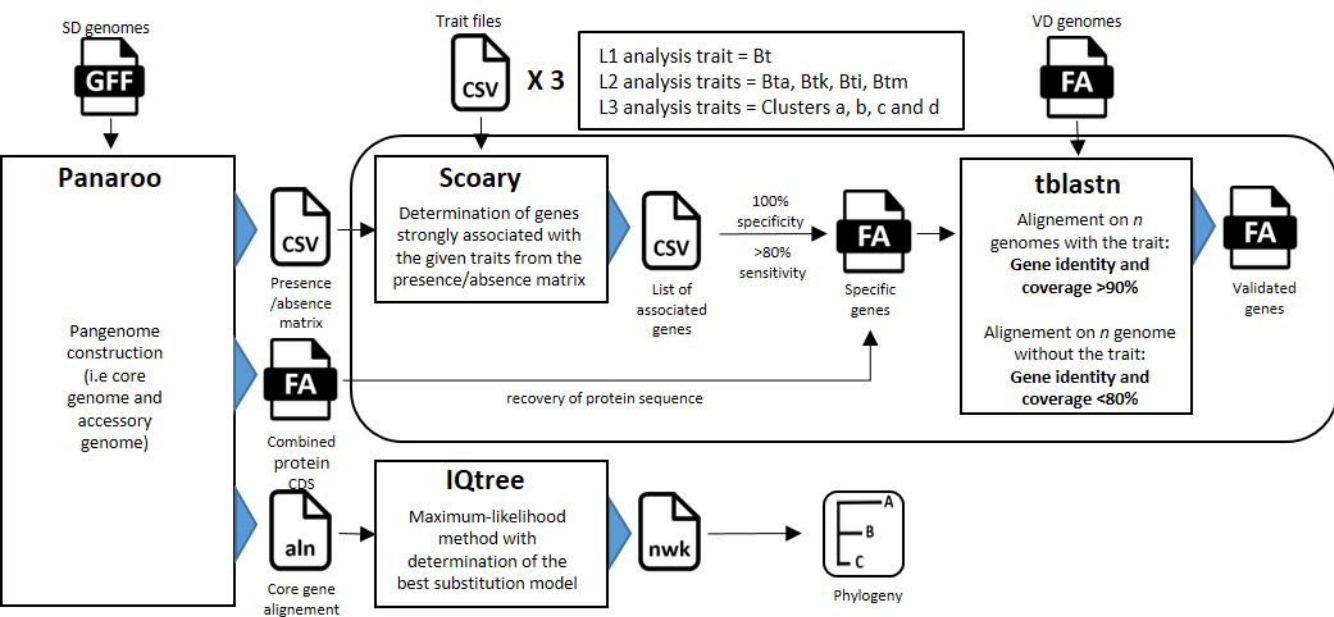 SD genomes
GFF
Trait files
CSV
X 3
L1 analysis trait = Bt
L2 analysis traits = Bta, Btk, Bti, Btm
L3 analysis traits = Clusters a, b, c and d
VD genomes
FA
Panaroo
Pangenome
construction
(i.e core
genome and
accessory
genome)
CSV
Presence
/absence
matrix
FA
Combined
protein
CDS
aln
Core gene
alignement
Scoary
Determination of genes
strongly associated with
the given traits from the
presence/absence matrix
CSV
List of
associated
genes
100%
specificity
>80%
sensitivity
FA
Specific
genes
recovery of protein sequence
tblastn
Alignement on n
genomes with the trait:
Gene identity and
coverage >90%
Alignement on n genome
without the trait:
Gene identity and
coverage <80%
FA
Validated
genes
IQtree
Maximum-likelihood
method with
determination of the
best substitution model
nwk
A
B
C
Phylogeny